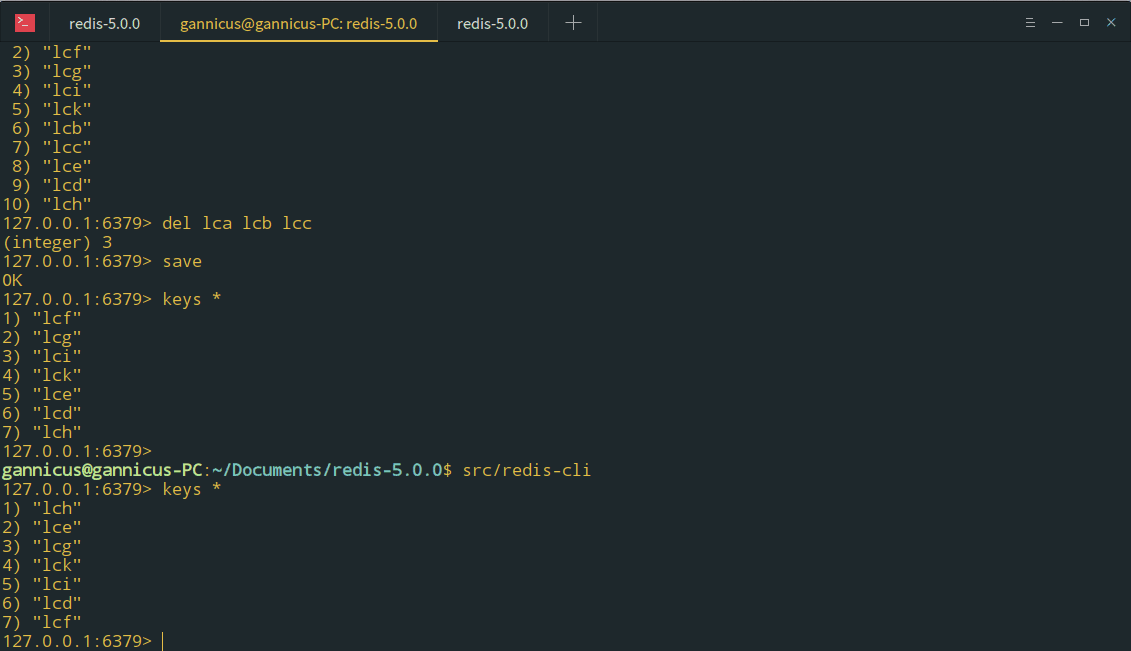 redis-5.0.0 gannicus@gannicus-PC: redis-5.0.0 redis-5.0.0
2) "lcf"
3) "lcg"
4) "lci"
5) "lck"
6) "lcb"
7) "lcc"
8) "lce"
9) "lcd"
10) "lch"
127.0.0.1:6379> del lca lcb lcc
(integer) 3
127.0.0.1:6379> save
OK
127.0.0.1:6379> keys *
1) "lcf"
2) "lcg"
3) "lci"
4) "lck"
5) "lce"
6) "lcd"
7) "lch"
127.0.0.1:6379>
gannicus@gannicus-PC:~/Documents/redis-5.0.0$ src/redis-cli
127.0.0.1:6379> keys *
1) "lch"
2) "lce"
3) "lcg"
4) "lck"
5) "lci"
6) "lcd"
7) "lcf"
127.0.0.1:6379>